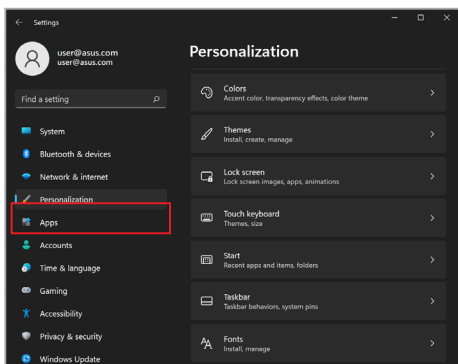 Settings
user@asus.com
user@asus.com
Find a setting
System
Bluetooth & devices
Network & internet
Personalization
Apps
Accounts
Time & language
Gaming
Accessibility
Privacy & security
Windows Update
Personalization
Colors
Accent color, transparency effects, color theme
Themes
Install, create, manage
Lock screen
Lock screen images, apps, animations
Touch keyboard
Themes, size
Start
Recent apps and items, folders
Taskbar
Taskbar behaviors, system pins
Fonts
Install, manage